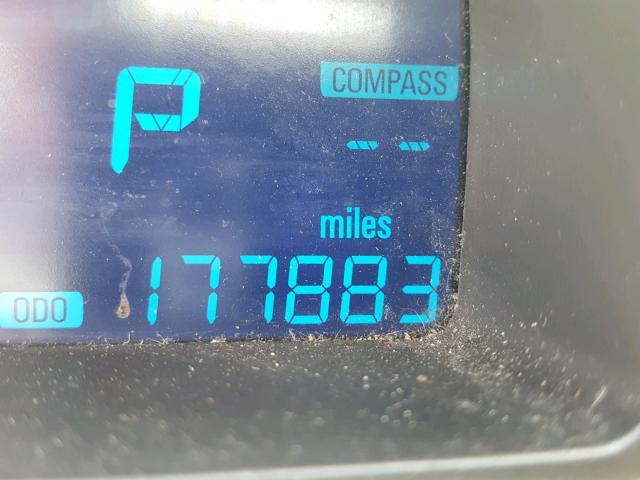 P
COMPASS
--
miles
ODO 177883